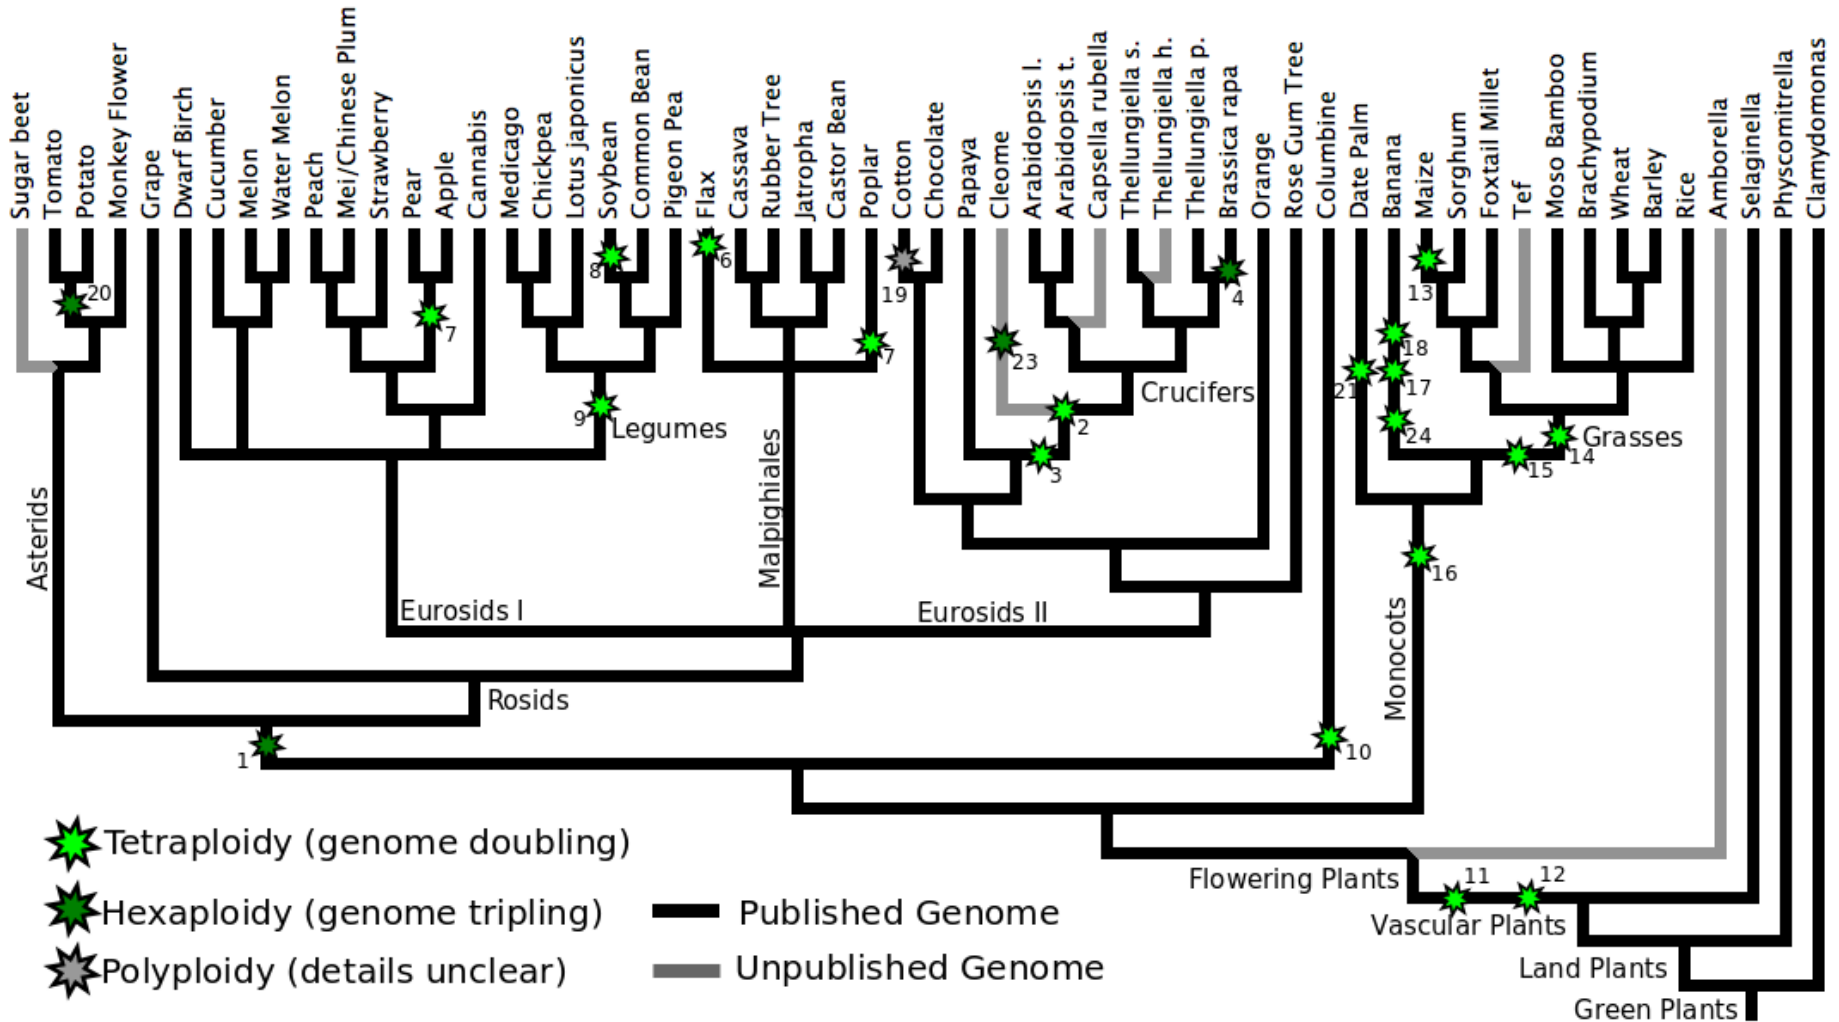 Sugar beet
Tomato
Potato
Monkey Flower
Grape
Dwarf Birch
Cucumber
Melon
Water Melon
Peach
Mei/Chinese Plum
Strawberry
Pear
Apple
Cannabis
Medicago
Chickpea
Lotus japonicus
Soybean
Common Bean
Pigeon Pea
Flax
Cassava
Rubber Tree
Jatropha
Castor Bean
Poplar
Cotton
Chocolate
Papaya
Cleome
Arabidopsis l.
Arabidopsis t.
Capsella rubella
Thellungiella s.
Thellungiella h.
Thellungiella p.
Brassica rapa
Orange
Rose Gum Tree
Columbine
Date Palm
Banana
Maize
Sorghum
Foxtail Millet
Tef
Moso Bamboo
Brachypodium
Wheat
Barley
Rice
Amborella
Selaginella
Physcomitrella
Clamydomonas
20
7
8
9
Legumes
6
7
19
23
2
3
4
Crucifers
21
18
17
24
13
15
14
Grasses
16
Asterids
Malpighiales
Monocots
Eurosids I
Eurosids II
Rosids
1
10
Tetraploidy (genome doubling)
Hexaploidy (genome tripling)
Polyploidy (details unclear)
Published Genome
Unpublished Genome
Flowering Plants
11
12
Vascular Plants
Land Plants
Green Plants